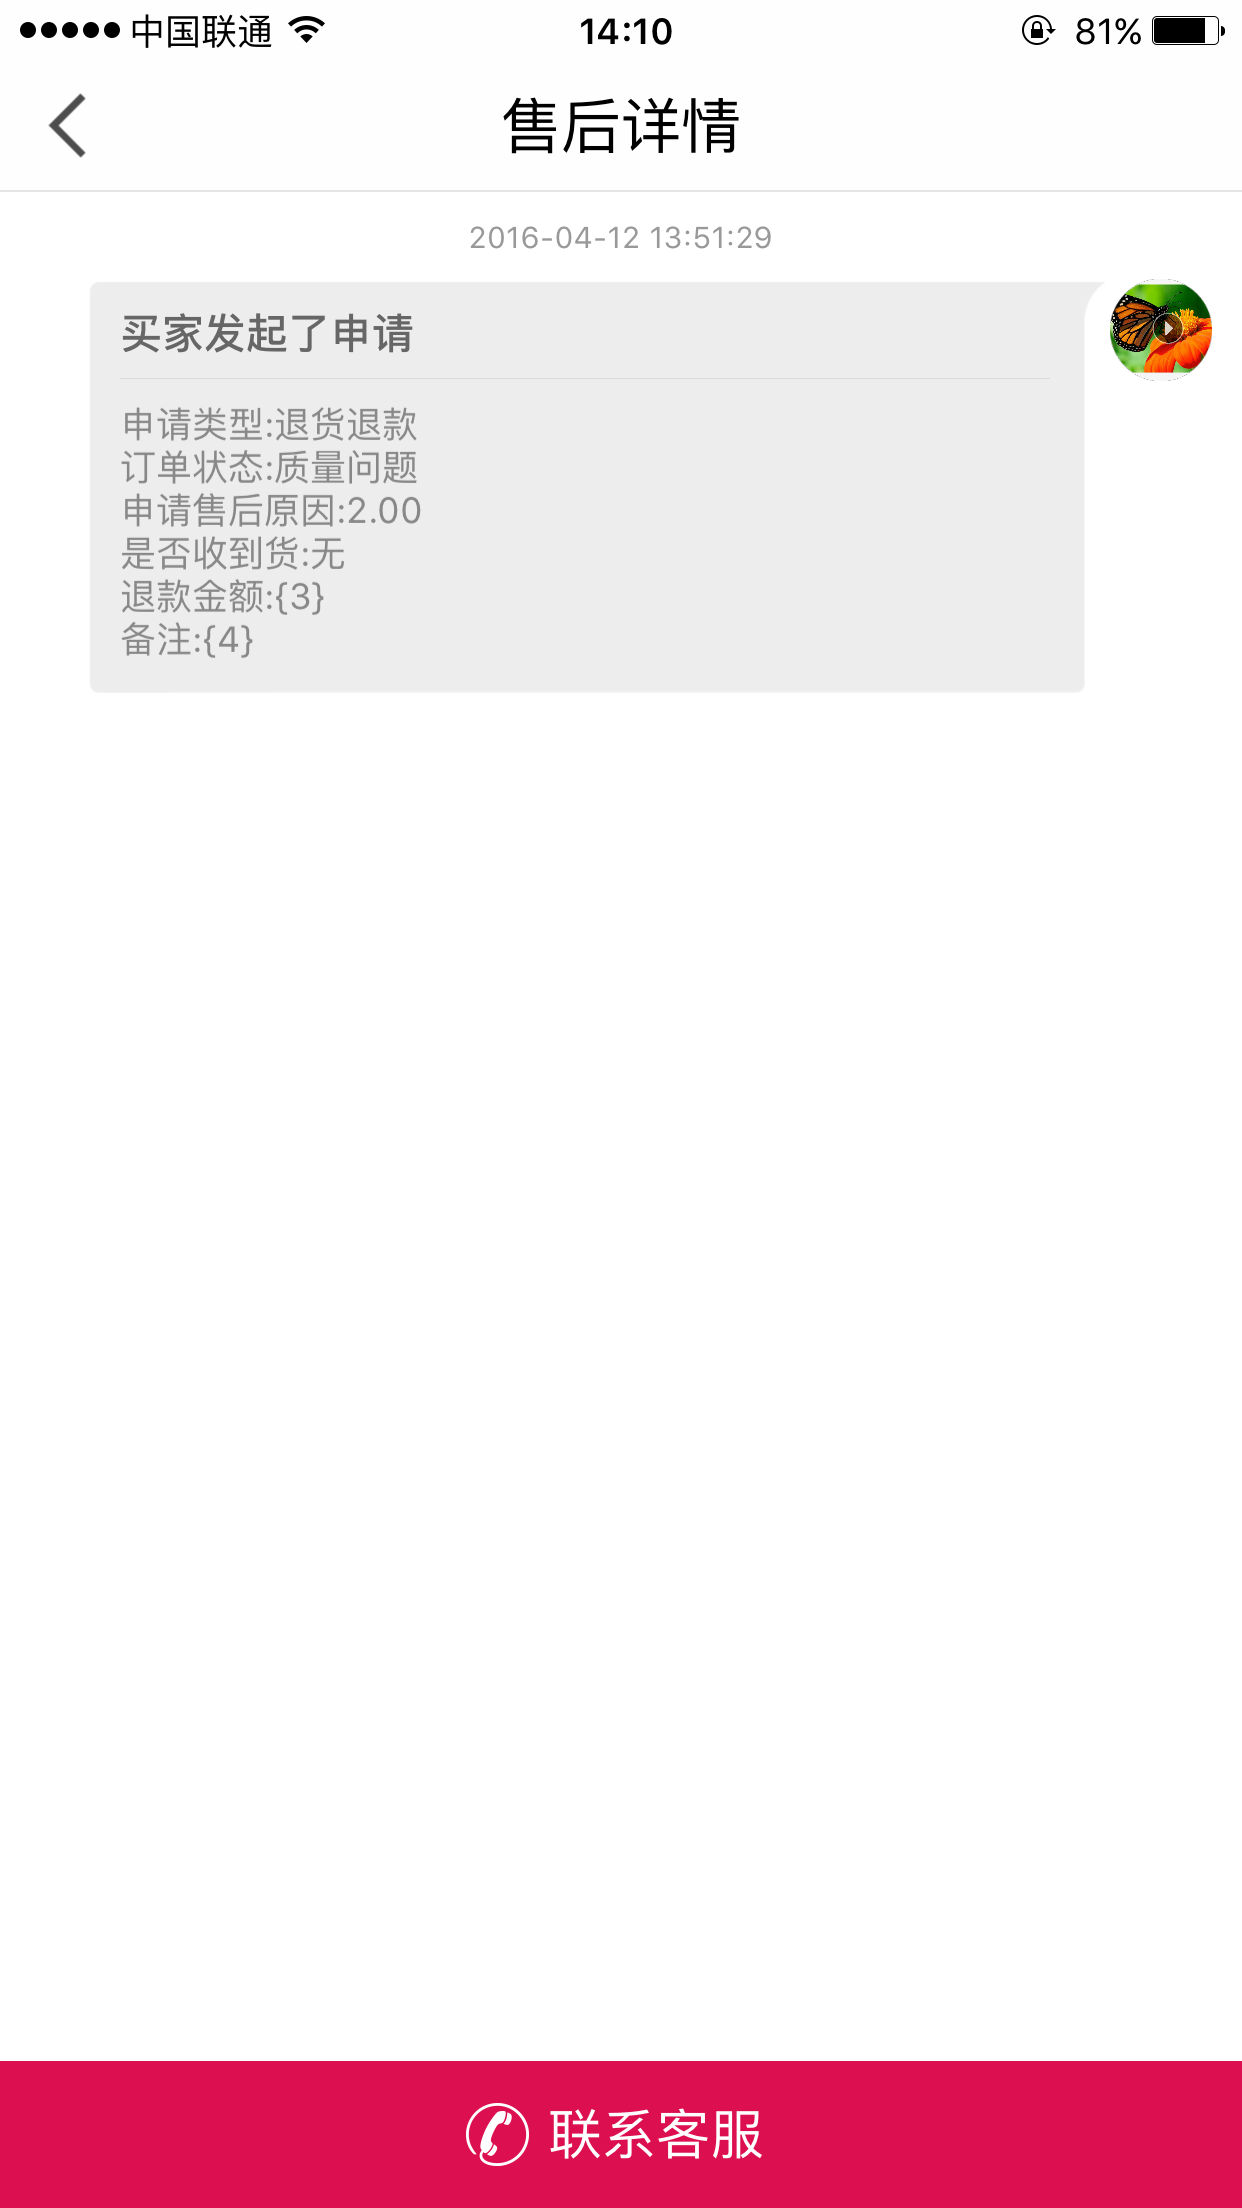 中国联通 14:10 81%
售后详情
2016-04-12 13:51:29
买家发起了申请
申请类型:退货退款
订单状态:质量问题
申请售后原因:2.00
是否收到货:无
退款金额:{3}
备注:{4}
联系客服